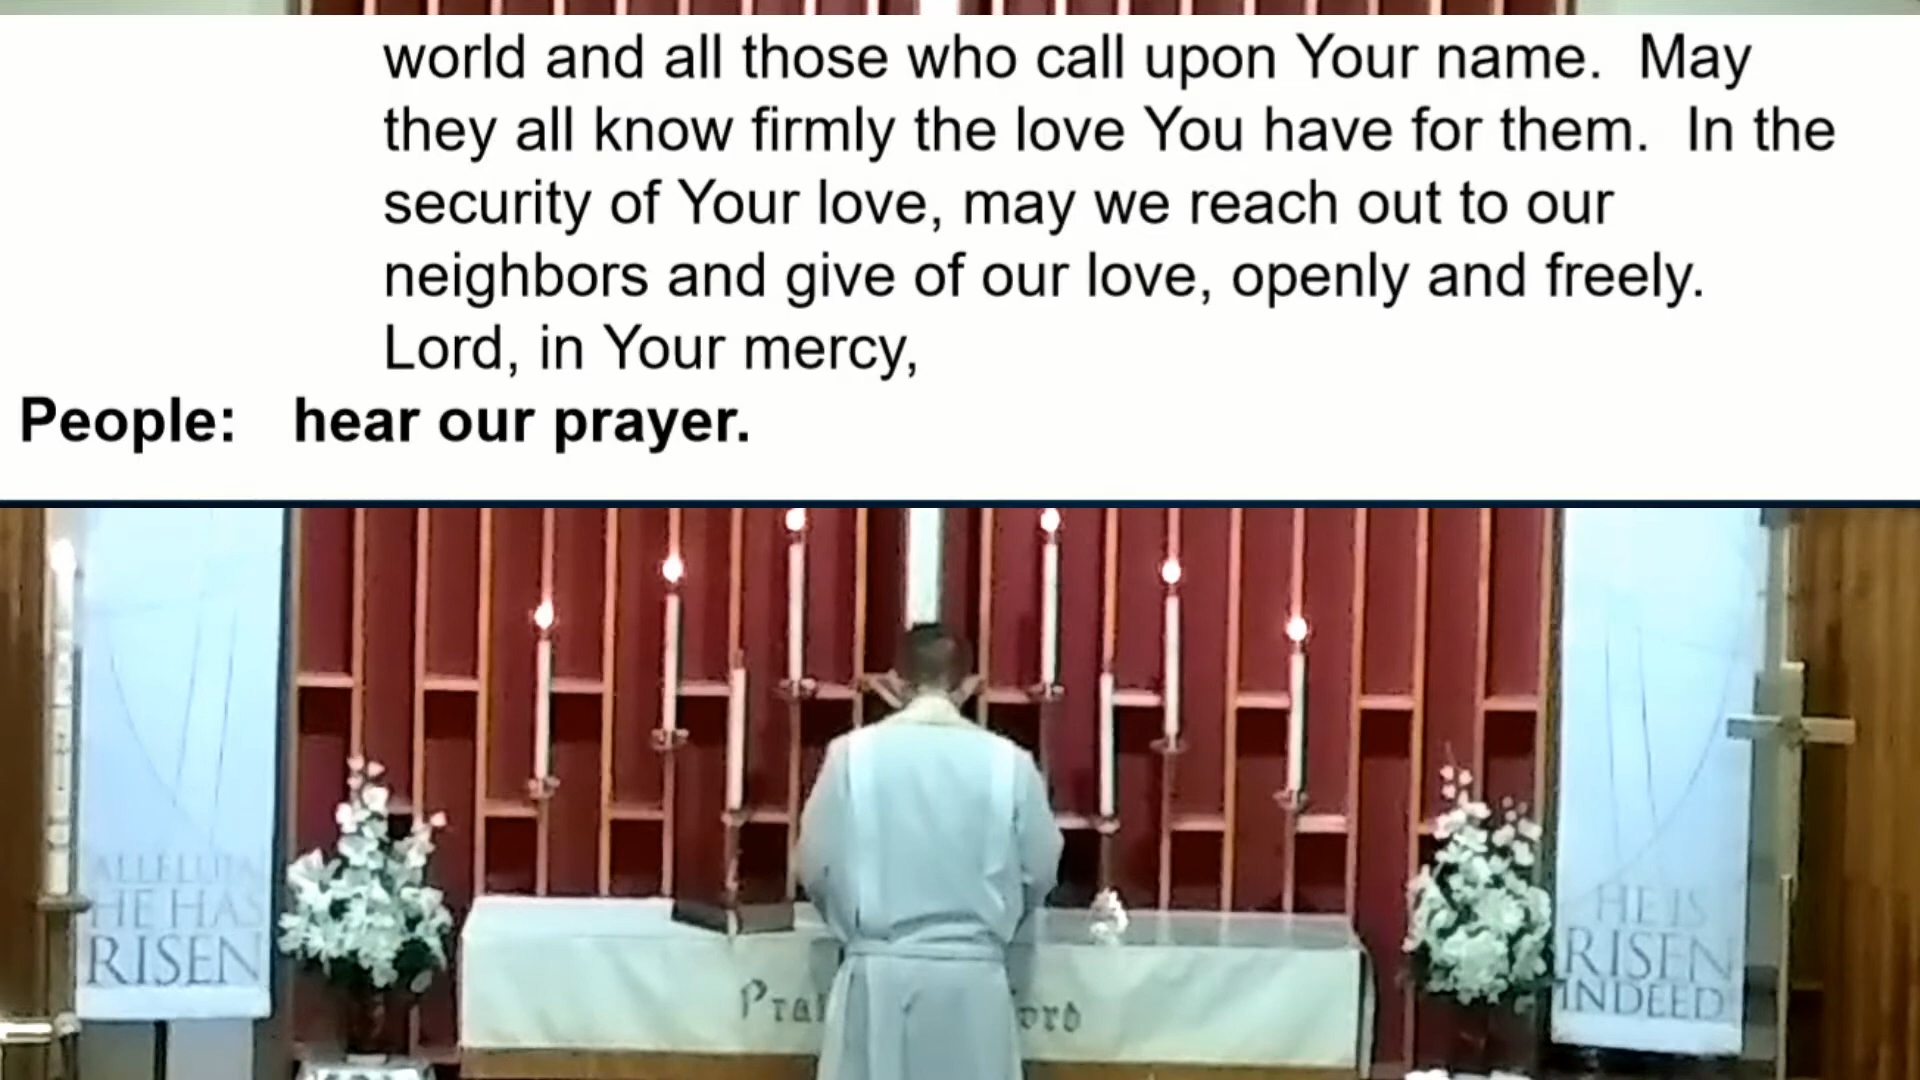 world and all those who call upon Your name.  May
they all know firmly the love You have for them.  In the
security of Your love, may we reach out to our
neighbors and give of our love, openly and freely.
Lord, in Your mercy,
People: hear our prayer.
ALLELUIA
HE HAS
RISEN
HE IS
RISEN
INDEED